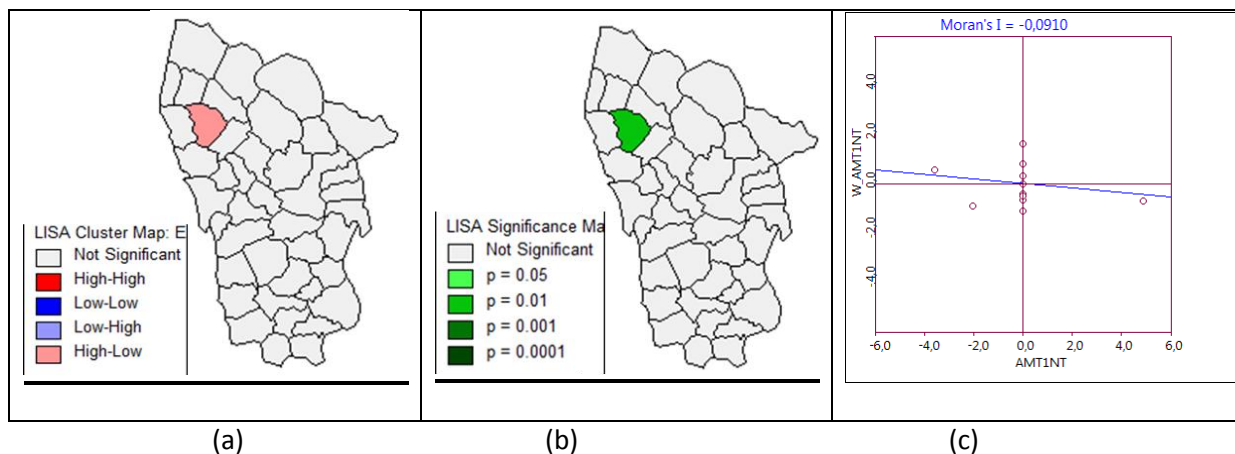 LISA Cluster Map: E
Not Significant
High-High
Low-Low
Low-High
High-Low
(a)
LISA Significance Ma
Not Significant
p = 0.05
p = 0.01
p = 0.001
p = 0.0001
(b)
Moran's I = -0,0910
W_AMT1NT
4,0
2,0
0,0
-2,0
-4,0
-6,0 -4,0 -2,0 0,0 2,0 4,0 6,0
AMT1NT
(c)